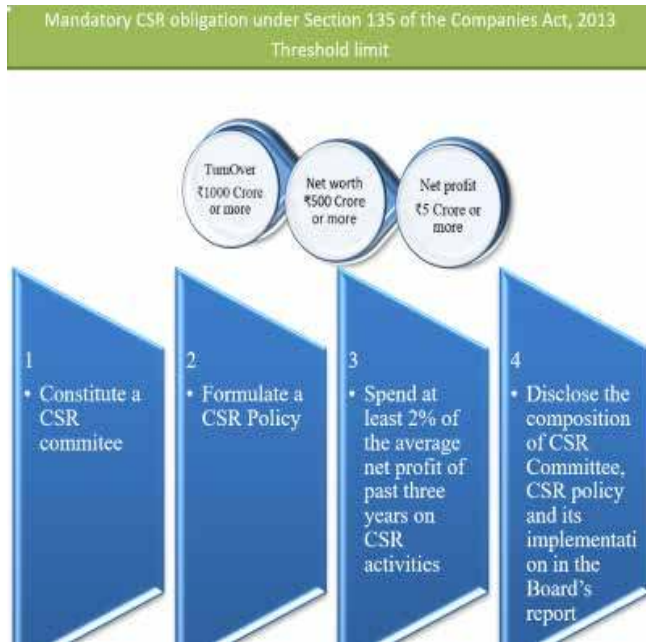 Mandatory CSR obligation under Section 135 of the Companies Act, 2013
Threshold limit
TurnOver
₹1000 Crore
or more
Net worth
₹500 Crore
or more
Net profit
₹5 Crore or
more
1
• Constitute a
CSR
commitee
2
• Formulate a
CSR Policy
3
• Spend at
least 2% of
the average
net profit of
past three
years on
CSR
activities
4
• Disclose the
composition
of CSR
Committee,
CSR policy
and its
implementati
on in the
Board's
report